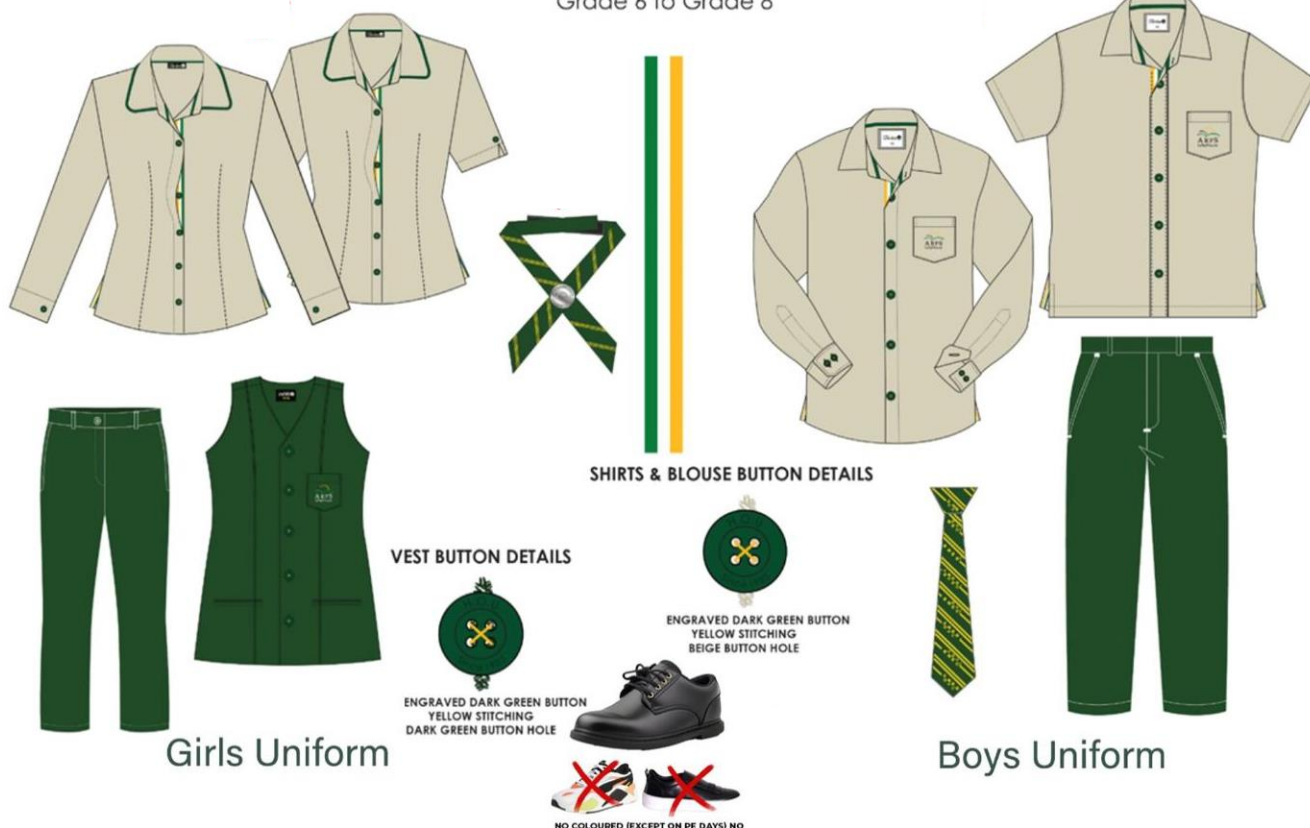 Grade 6 to Grade 8
SHIRTS & BLOUSE BUTTON DETAILS
VEST BUTTON DETAILS
ENGRAVED DARK GREEN BUTTON
YELLOW STITCHING
BEIGE BUTTON HOLE
ENGRAVED DARK GREEN BUTTON
YELLOW STITCHING
DARK GREEN BUTTON HOLE
Girls Uniform
Boys Uniform
NO COLOURED (EXCEPT ON PE DAYS) NO